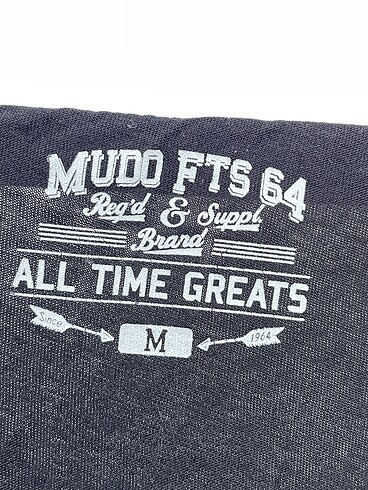 MUDO FTS 64
Reg'd & Suppl.
Brand
ALL TIME GREATS
Since M 1964